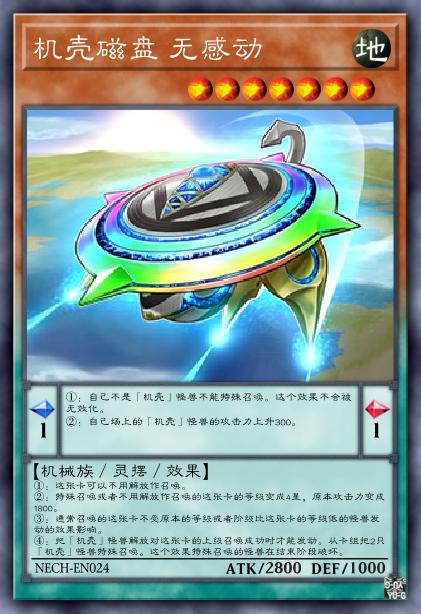 机壳磁盘 无感动
地
①：自己不是「机壳」怪兽不能特殊召唤。这个效果不会被
无效化。
②：自己场上的「机壳」怪兽的攻击力上升300。
1
1
【机械族／灵摆／效果】
①：这张卡可以不用解放作召唤。
②：特殊召唤或者不用解放作召唤的这张卡的等级变成4星，原本攻击力变成
1800。
③：通常召唤的这张卡不受原本的等级或者阶级比这张卡的等级低的怪兽发
动的效果影响。
④：把「机壳」怪兽解放对这张卡的上级召唤成功时才能发动。从卡组把2只
「机壳」怪兽特殊召唤。这个效果特殊召唤的怪兽在结束阶段破坏。
NECH-EN024
ATK/2800 DEF/1000